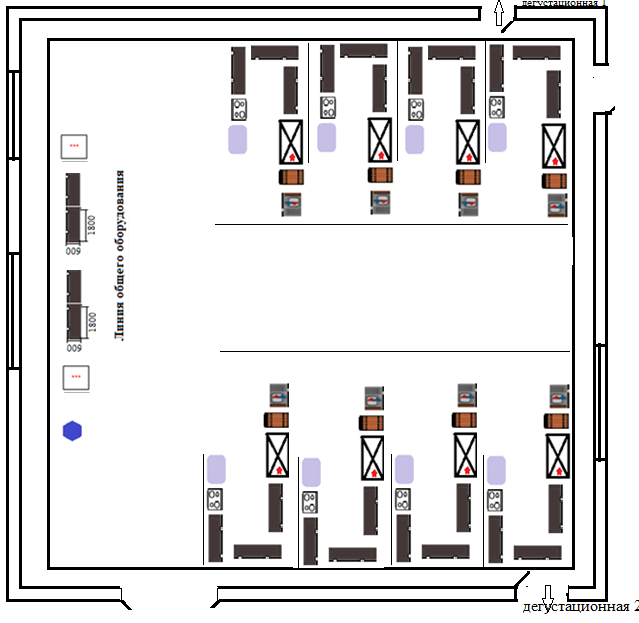 дегустационная 1
***
Линия общего оборудования
1800
600
1800
600
***
дегустационная 2